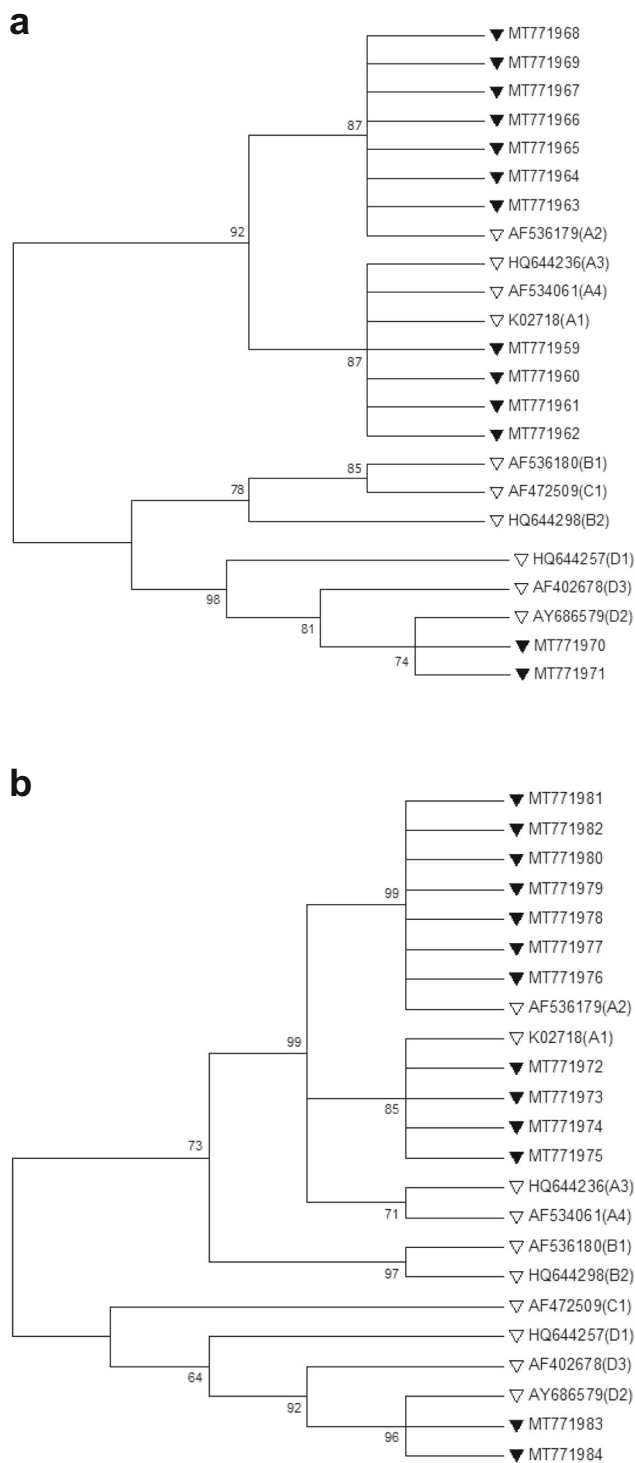 a
MT771968
MT771969
MT771967
MT771966
87
MT771965
MT771964
MT771963
92
AF536179(A2)
HQ644236(A3)
AF534061(A4)
K02718(A1)
MT771959
87
MT771960
MT771961
MT771962
AF536180(B1)
85
78
AF472509(C1)
HQ644298(B2)
HQ644257(D1)
AF402678(D3)
98
AY686579(D2)
81
MT771970
74
MT771971
b
MT771981
MT771982
MT771980
99
MT771979
MT771978
MT771977
MT771976
AF536179(A2)
99
K02718(A1)
MT771972
MT771973
85
MT771974
73
MT771975
HQ644236(A3)
71
AF534061(A4)
AF536180(B1)
97
HQ644298(B2)
AF472509(C1)
HQ644257(D1)
64
AF402678(D3)
AY686579(D2)
92
MT771983
96
MT771984